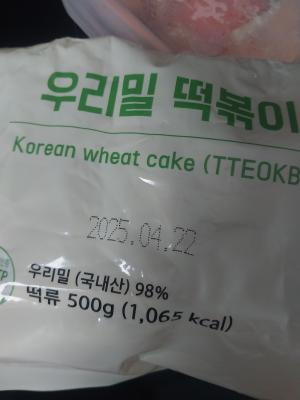 우리밀 떡볶이
Korean wheat cake (TTEOKB
2025.04.22
우리밀 (국내산) 98%
떡류 500g (1,065 kcal)